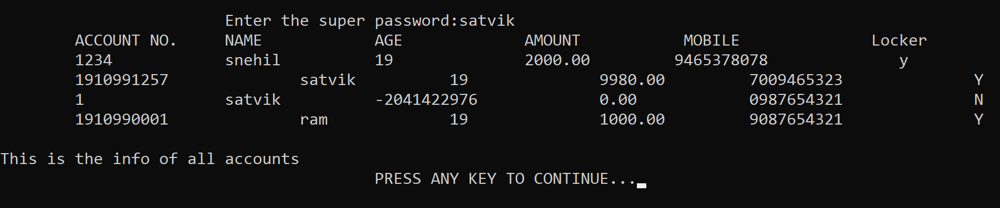 Enter the super password:satvik
ACCOUNT NO. NAME AGE AMOUNT MOBILE Locker
1234 snehil 19 2000.00 9465378078 y
1910991257 satvik 19 9980.00 7009465323 Y
1 satvik -2041422976 0.00 0987654321 N
1910990001 ram 19 1000.00 9087654321 Y
This is the info of all accounts
PRESS ANY KEY TO CONTINUE...